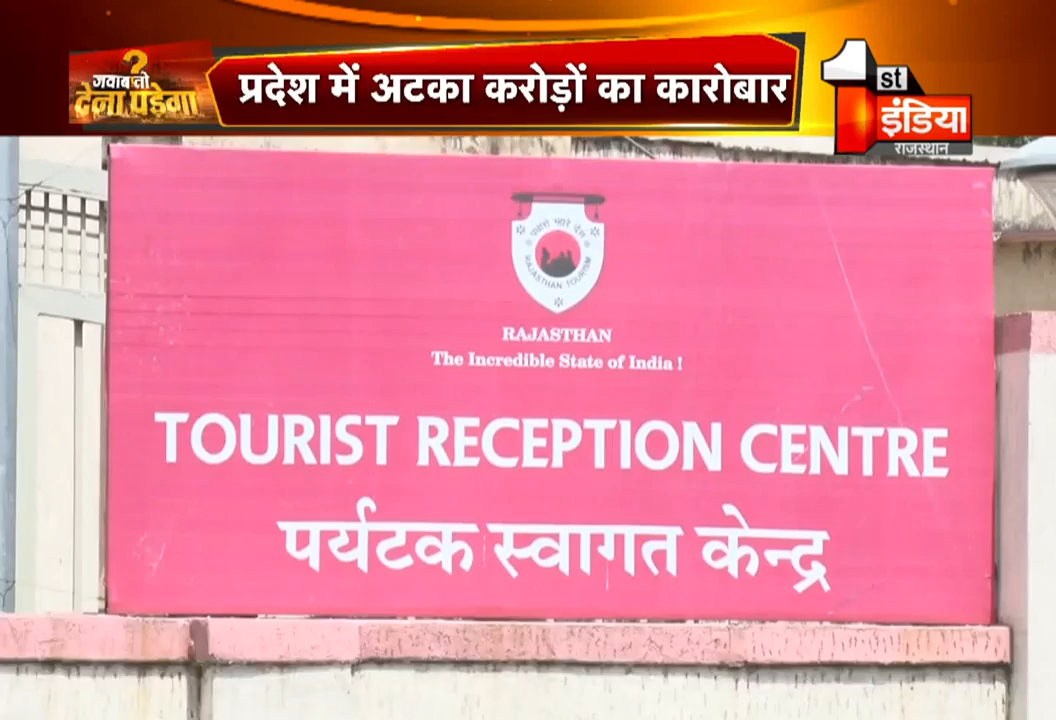 जवाब तो
देना पड़ेगा
?
प्रदेश में अटका करोड़ों का कारोबार
1st
इंडिया
राजस्थान
पधारो म्हारे देस
RAJASTHAN TOURISM
RAJASTHAN
The Incredible State of India !
TOURIST RECEPTION CENTRE
पर्यटक स्वागत केन्द्र